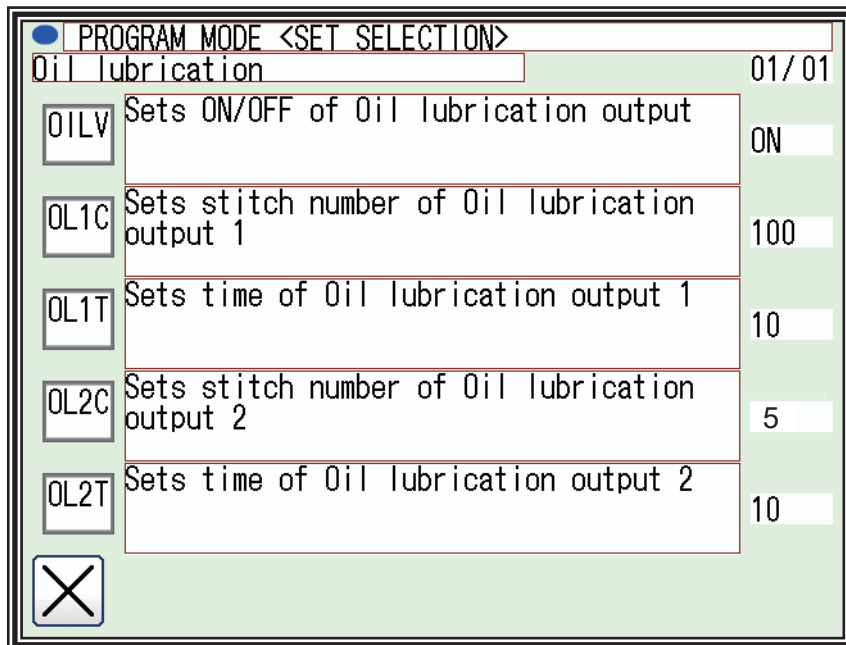 PROGRAM MODE <SET SELECTION>
Oil lubrication 01/01
OILV Sets ON/OFF of Oil lubrication output ON
OL1C Sets stitch number of Oil lubrication
output 1 100
OL1T Sets time of Oil lubrication output 1 10
OL2C Sets stitch number of Oil lubrication
output 2 5
OL2T Sets time of Oil lubrication output 2 10